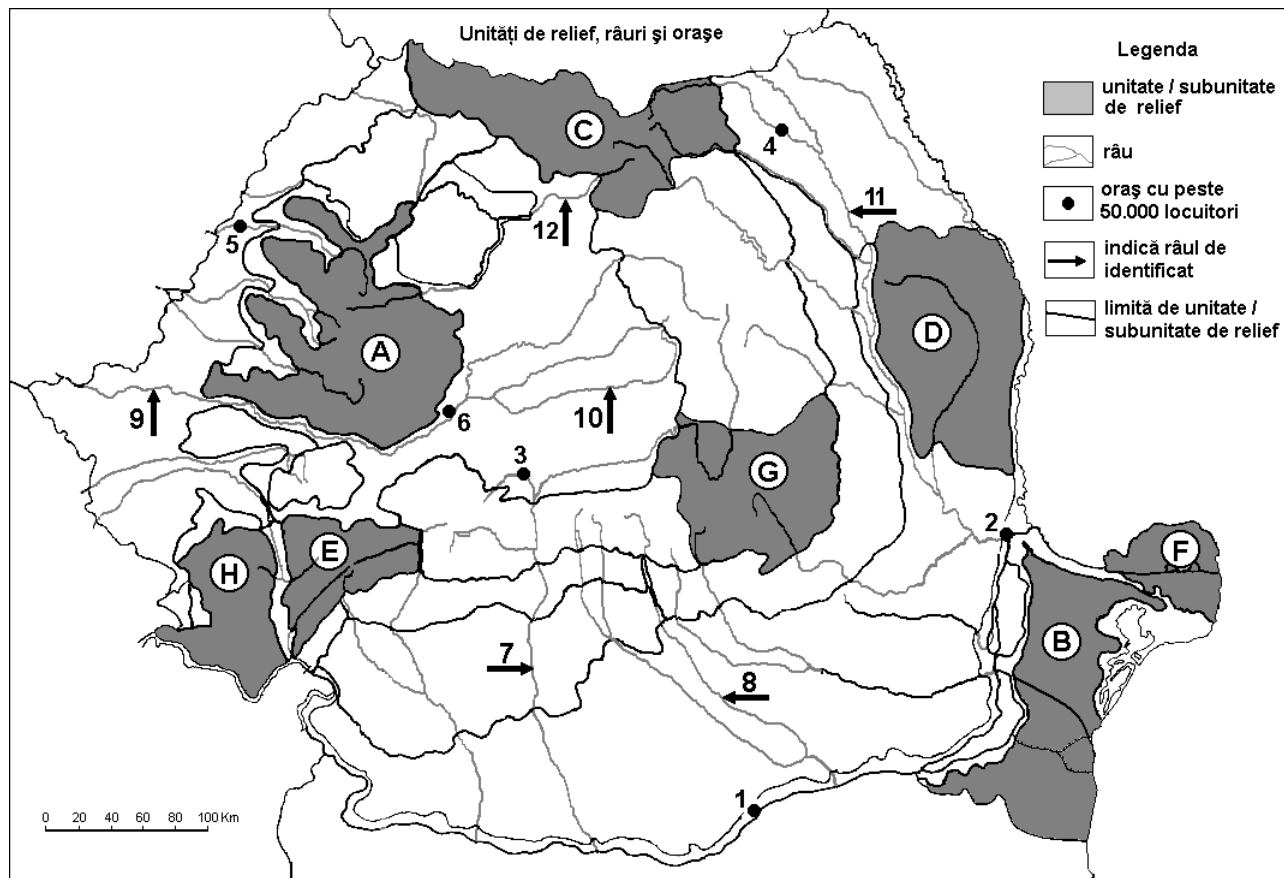 Unități de relief, râuri și orașe
Legenda
unitate / subunitate
de relief
râu
oraș cu peste
50.000 locuitori
indică râul de
identificat
limită de unitate /
subunitate de relief
C
4
11
5
12
D
A
9
10
6
3
G
2
F
E
H
B
7
8
1
0 20 40 60 80 100 Km